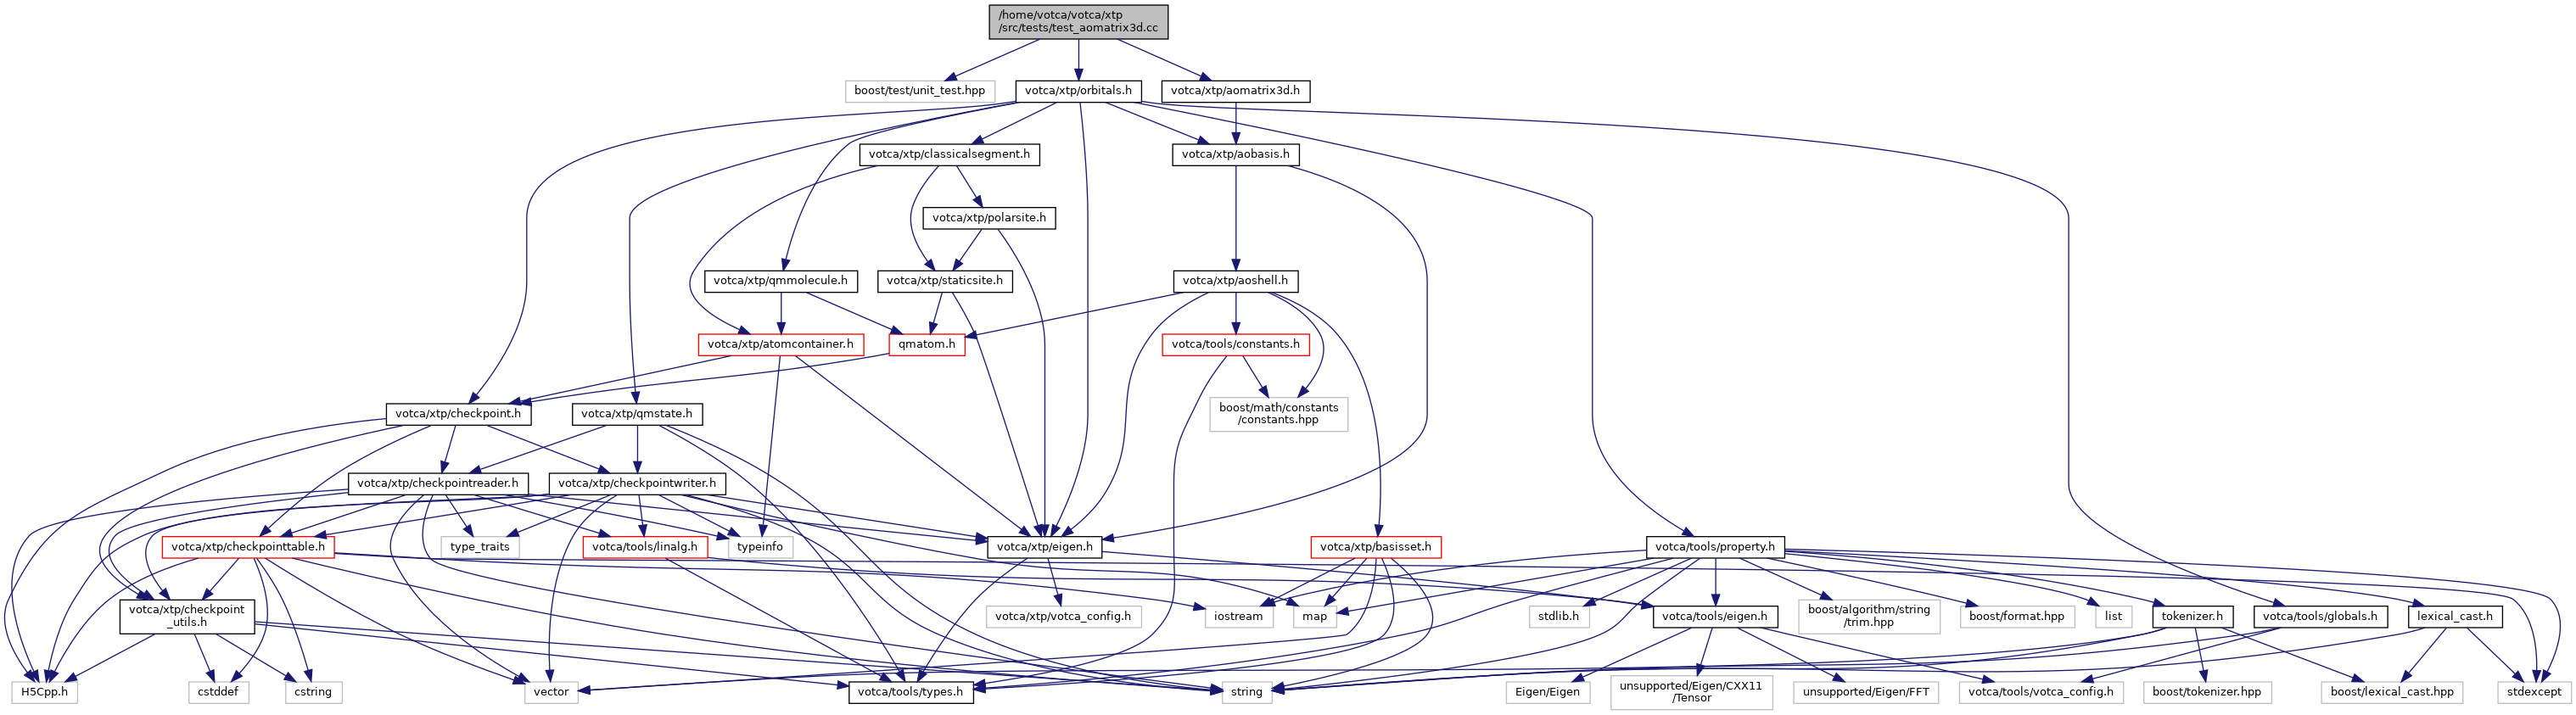 /home/votca/votca/xtp
/src/tests/test_aomatrix3d.cc
boost/test/unit_test.hpp
votca/xtp/orbitals.h
votca/xtp/aomatrix3d.h
votca/xtp/classicalsegment.h
votca/xtp/aobasis.h
votca/xtp/polarsite.h
votca/xtp/qmmolecule.h
votca/xtp/staticsite.h
votca/xtp/aoshell.h
votca/xtp/atomcontainer.h
qmatom.h
votca/tools/constants.h
votca/xtp/checkpoint.h
votca/xtp/qmstate.h
boost/math/constants
/constants.hpp
votca/xtp/checkpointreader.h
votca/xtp/checkpointwriter.h
votca/xtp/checkpointtable.h
type_traits
votca/tools/linalg.h
typeinfo
votca/xtp/eigen.h
votca/xtp/basisset.h
votca/tools/property.h
votca/xtp/checkpoint
_utils.h
votca/xtp/votca_config.h
iostream
map
stdlib.h
votca/tools/eigen.h
boost/algorithm/string
/trim.hpp
boost/format.hpp
list
tokenizer.h
votca/tools/globals.h
lexical_cast.h
H5Cpp.h
cstddef
cstring
vector
votca/tools/types.h
string
Eigen/Eigen
unsupported/Eigen/CXX11
/Tensor
unsupported/Eigen/FFT
votca/tools/votca_config.h
boost/tokenizer.hpp
boost/lexical_cast.hpp
stdexcept